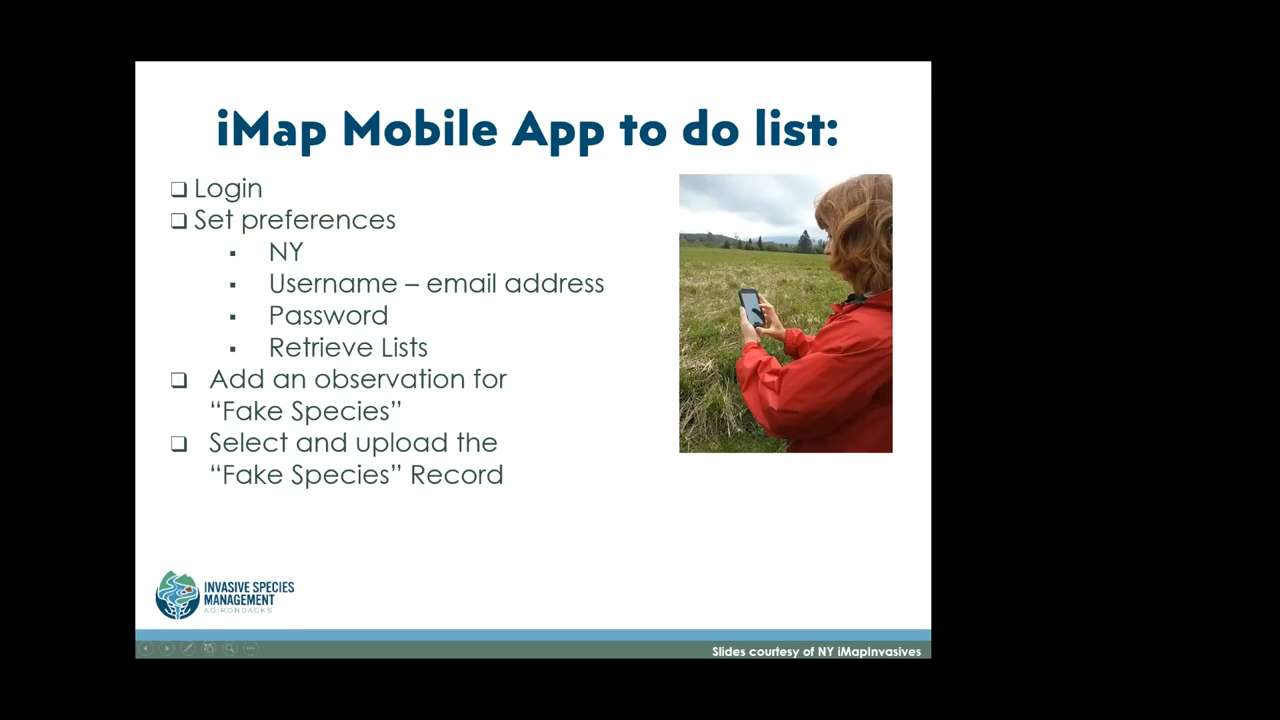 iMap Mobile App to do list:
❑ Login
❑ Set preferences
▪ NY
▪ Username – email address
▪ Password
▪ Retrieve Lists
❑ Add an observation for
“Fake Species”
❑ Select and upload the
“Fake Species” Record
INVASIVE SPECIES
MANAGEMENT
ADIRONDACKS
Slides courtesy of NY iMapInvasives